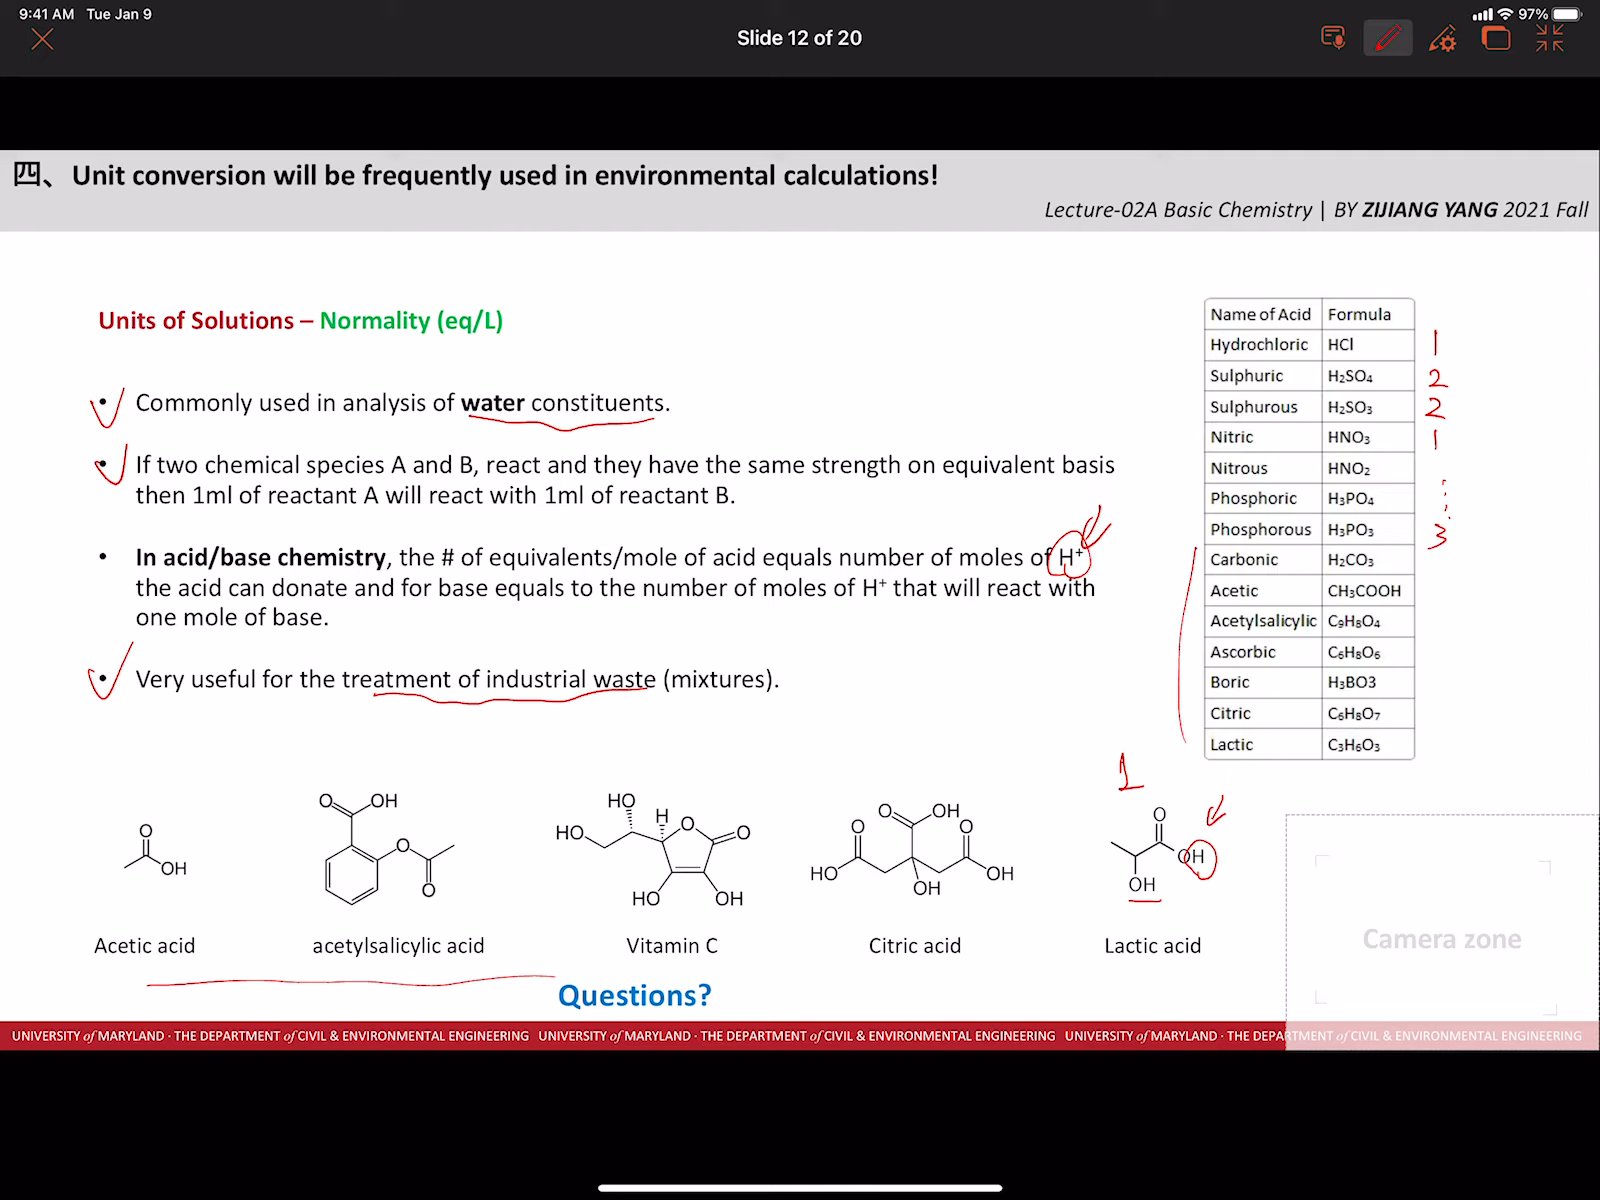 9:41 AM Tue Jan 9
97%
Slide 12 of 20
四、 Unit conversion will be frequently used in environmental calculations!
Lecture-02A Basic Chemistry | BY ZIJIANG YANG 2021 Fall
Units of Solutions – Normality (eq/L)
• Commonly used in analysis of water constituents.
• If two chemical species A and B, react and they have the same strength on equivalent basis
then 1ml of reactant A will react with 1ml of reactant B.
• In acid/base chemistry, the # of equivalents/mole of acid equals number of moles of H⁺
the acid can donate and for base equals to the number of moles of H⁺ that will react with
one mole of base.
• Very useful for the treatment of industrial waste (mixtures).
Name of Acid Formula
Hydrochloric HCl 1
Sulphuric H₂SO₄ 2
Sulphurous H₂SO₃ 2
Nitric HNO₃ 1
Nitrous HNO₂
Phosphoric H₃PO₄
Phosphorous H₃PO₃ 3
Carbonic H₂CO₃
Acetic CH₃COOH
Acetylsalicylic C₉H₈O₄
Ascorbic C₆H₈O₆
Boric H₃BO3
Citric C₆H₈O₇
Lactic C₃H₆O₃
1
O
OH
O OH
O
O
HO
HO
H
O
O
HO
OH
O OH
O
O
HO
OH
OH
O
OH
OH
Acetic acid
acetylsalicylic acid
Vitamin C
Citric acid
Lactic acid
Camera zone
Questions?
UNIVERSITY of MARYLAND · THE DEPARTMENT of CIVIL & ENVIRONMENTAL ENGINEERING UNIVERSITY of MARYLAND · THE DEPARTMENT of CIVIL & ENVIRONMENTAL ENGINEERING UNIVERSITY of MARYLAND · THE DEPARTMENT of CIVIL & ENVIRONMENTAL ENGINEERING